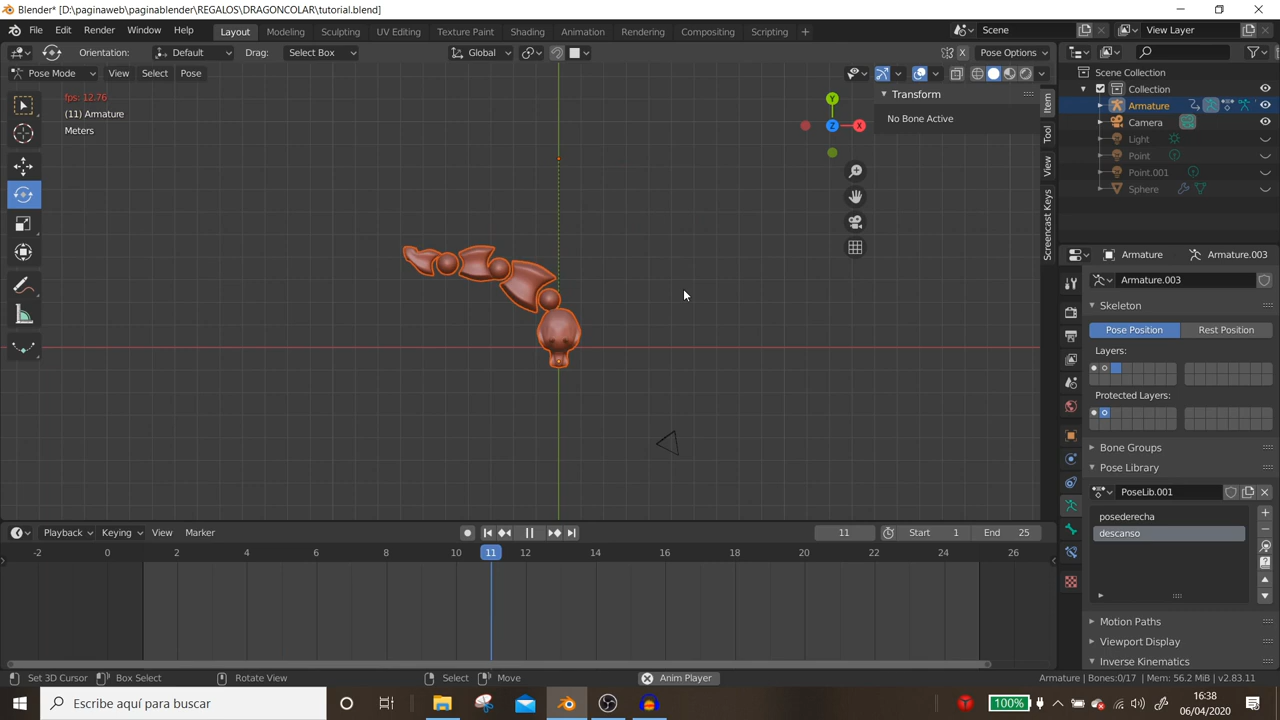 Blender* [D:\paginaweb\paginablender\REGALOS\DRAGONCOLAR\tutorial.blend]
File Edit Render Window Help Layout Modeling Sculpting UV Editing Texture Paint Shading Animation Rendering Compositing Scripting + Scene View Layer
Orientation: Default Drag: Select Box Global X Pose Options
Pose Mode View Select Pose
fps: 12.76
(11) Armature
Meters
Y
Z
X
Transform
No Bone Active
Item
Tool
View
Screencast Keys
Scene Collection
Collection
Armature
Camera
Light
Point
Point.001
Sphere
Armature Armature.003
Armature.003
Skeleton
Pose Position Rest Position
Layers:
Protected Layers:
Bone Groups
Pose Library
PoseLib.001
posederecha
descanso
Motion Paths
Viewport Display
Inverse Kinematics
Playback Keying View Marker 11 Start 1 End 25
-2 0 2 4 6 8 10 11 12 14 16 18 20 22 24 26
Set 3D Cursor Box Select Rotate View Select Move Anim Player Armature | Bones:0/17 | Mem: 56.2 MiB | v2.83.11
Escribe aquí para buscar 100% 16:38
06/04/2020